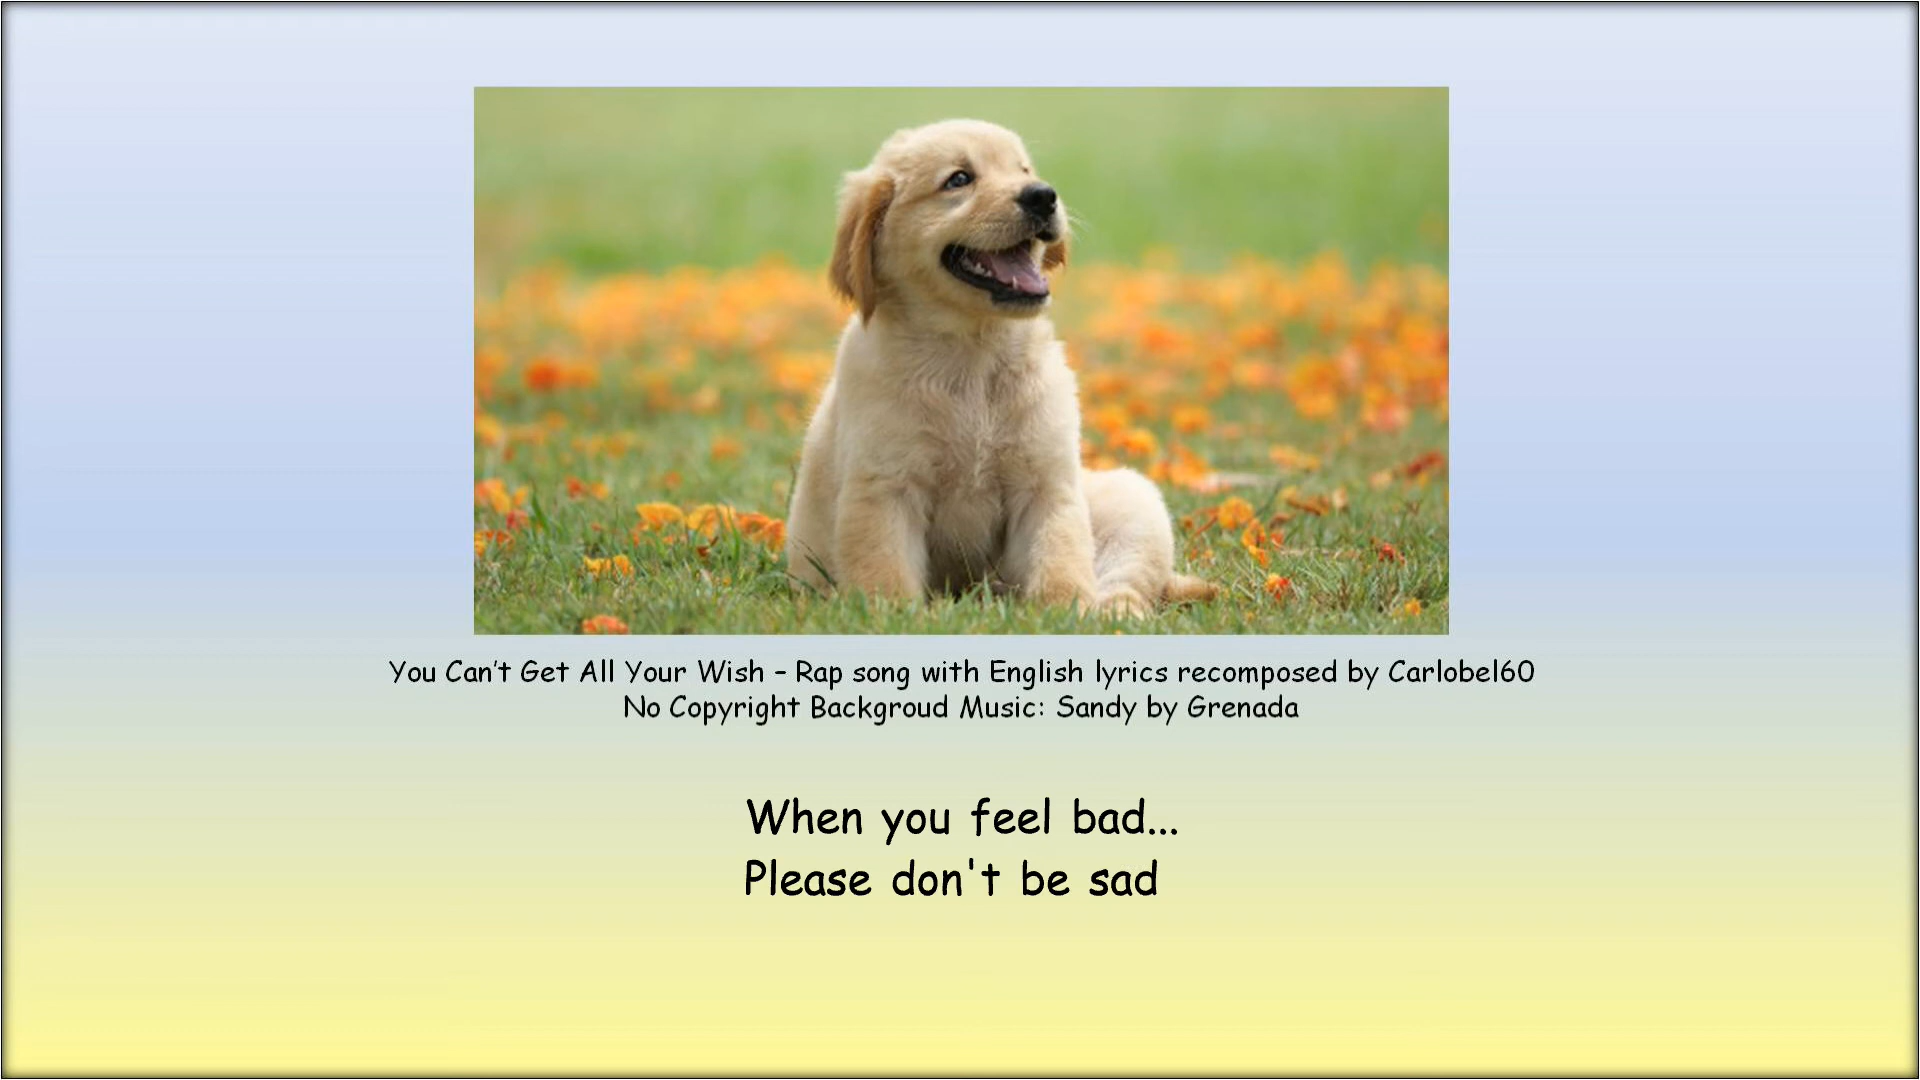 You Can't Get All Your Wish – Rap song with English lyrics recomposed by Carlobel60
No Copyright Backgroud Music: Sandy by Grenada
When you feel bad...
Please don't be sad